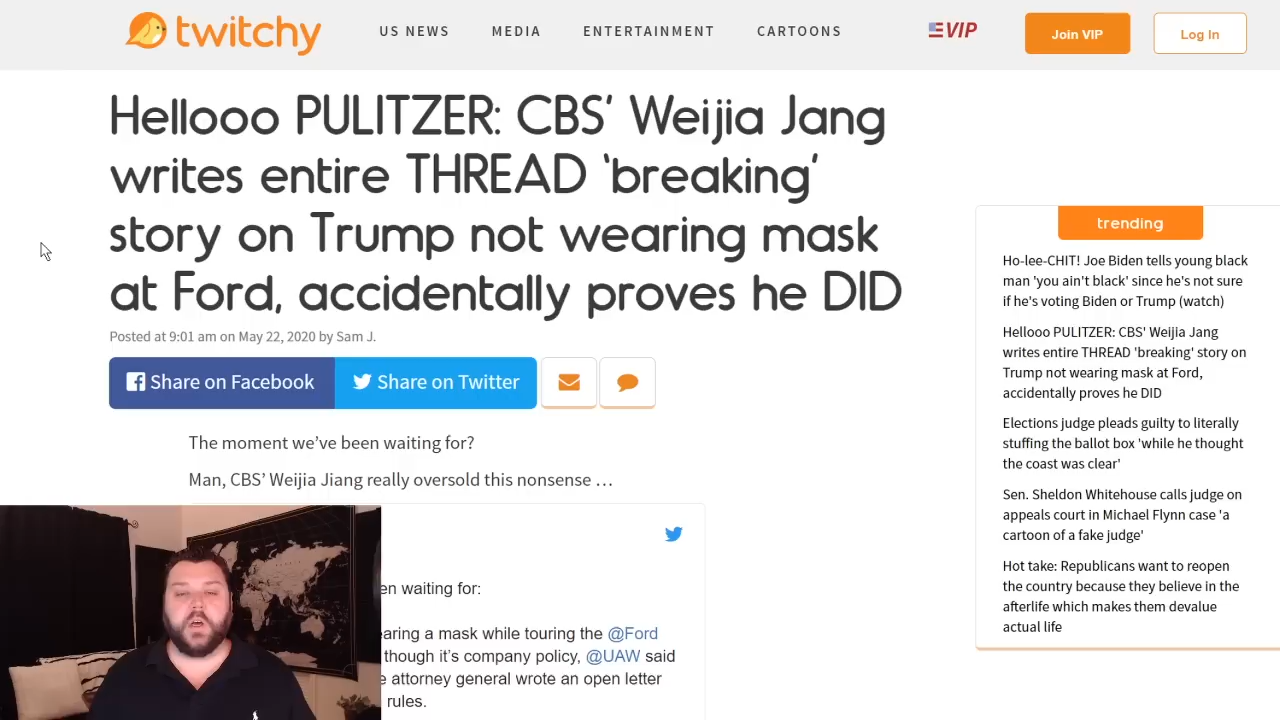 twitchy
US NEWS
MEDIA
ENTERTAINMENT
CARTOONS
VIP
Join VIP
Log In
Hellooo PULITZER: CBS’ Weijia Jang
writes entire THREAD ‘breaking’
story on Trump not wearing mask
at Ford, accidentally proves he DID
Posted at 9:01 am on May 22, 2020 by Sam J.
Share on Facebook
Share on Twitter
The moment we’ve been waiting for?
Man, CBS’ Weijia Jiang really oversold this nonsense …
en waiting for:
earing a mask while touring the @Ford
though it’s company policy, @UAW said
e attorney general wrote an open letter
rules.
trending
Ho-lee-CHIT! Joe Biden tells young black
man 'you ain't black' since he's not sure
if he's voting Biden or Trump (watch)
Hellooo PULITZER: CBS' Weijia Jang
writes entire THREAD 'breaking' story on
Trump not wearing mask at Ford,
accidentally proves he DID
Elections judge pleads guilty to literally
stuffing the ballot box 'while he thought
the coast was clear'
Sen. Sheldon Whitehouse calls judge on
appeals court in Michael Flynn case 'a
cartoon of a fake judge'
Hot take: Republicans want to reopen
the country because they believe in the
afterlife which makes them devalue
actual life